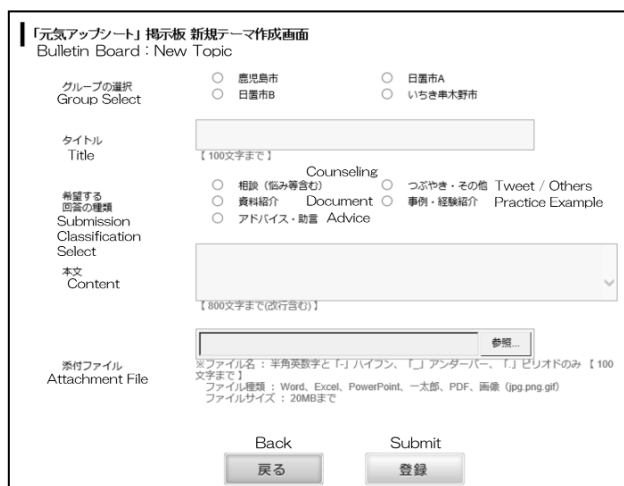 「元気アップシート」掲示板 新規テーマ作成画面
Bulletin Board：New Topic
グループの選択
Group Select
鹿児島市 日置市A
日置市B いちき串木野市
タイトル
Title
【 100文字まで 】
希望する
回答の種類
Submission
Classification
Select
Counseling
相談（悩み等含む） つぶやき・その他 Tweet / Others
資料紹介 Document 事例・経験紹介 Practice Example
アドバイス・助言 Advice
本文
Content
【 800文字まで(改行含む) 】
参照...
添付ファイル
Attachment File
※ファイル名 ： 半角英数字と「-」ハイフン、「_」アンダーバー、「.」ピリオドのみ 【 100
文字まで 】
ファイル種類 ： Word、Excel、PowerPoint、一太郎、PDF、画像（jpg.png.gif)
ファイルサイズ ： 20MBまで
Back Submit
戻る 登録